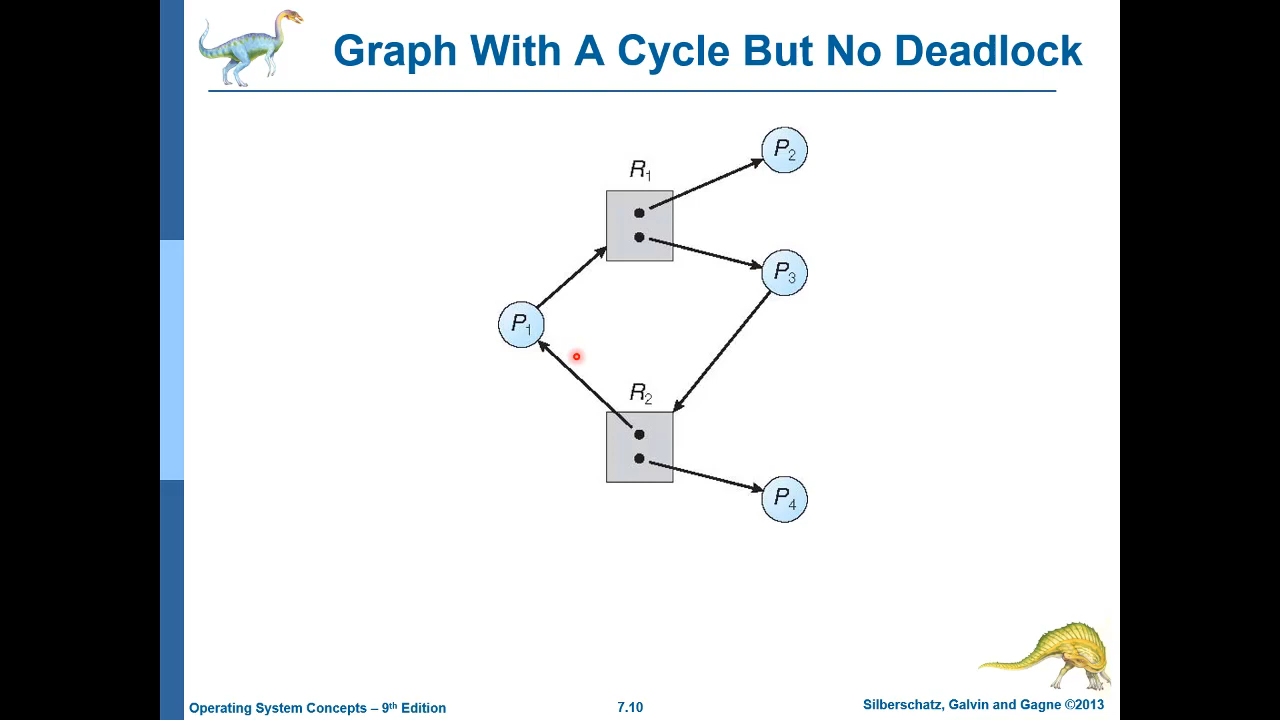 Graph With A Cycle But No Deadlock
P2
R1
P3
P1
R2
P4
Operating System Concepts – 9th Edition
7.10
Silberschatz, Galvin and Gagne ©2013